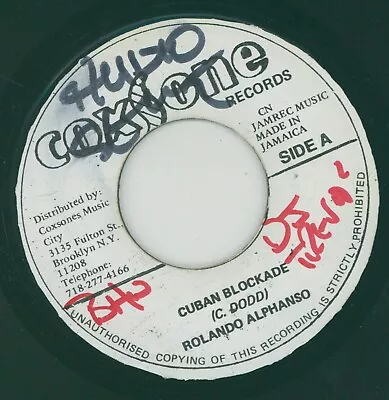 coxsone
RECORDS
CN
JAMREC MUSIC
MADE IN
JAMAICA
SIDE A
Distributed by:
Coxsones Music
City
3135 Fulton St.,
Brooklyn N.Y.
11208
Telephone
718-277-4166
CUBAN BLOCKADE
(C. DODD)
ROLANDO ALPHANSO
UNAUTHORISED COPYING OF THIS RECORDING IS STRICTLY PROHIBITED